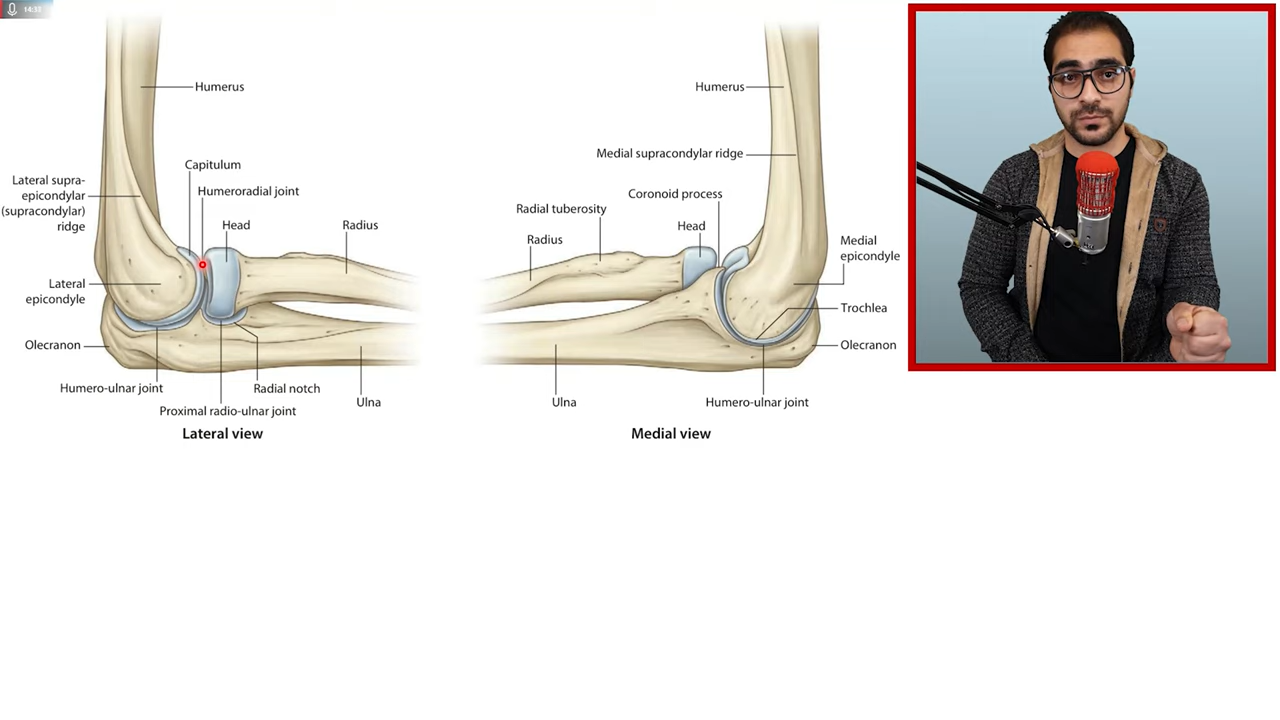 14:31
Humerus
Capitulum
Humeroradial joint
Lateral supra-
epicondylar
(supracondylar)
ridge
Head
Radius
Lateral
epicondyle
Olecranon
Humero-ulnar joint
Radial notch
Ulna
Proximal radio-ulnar joint
Lateral view
Humerus
Medial supracondylar ridge
Coronoid process
Radial tuberosity
Head
Radius
Medial
epicondyle
Trochlea
Olecranon
Ulna
Humero-ulnar joint
Medial view